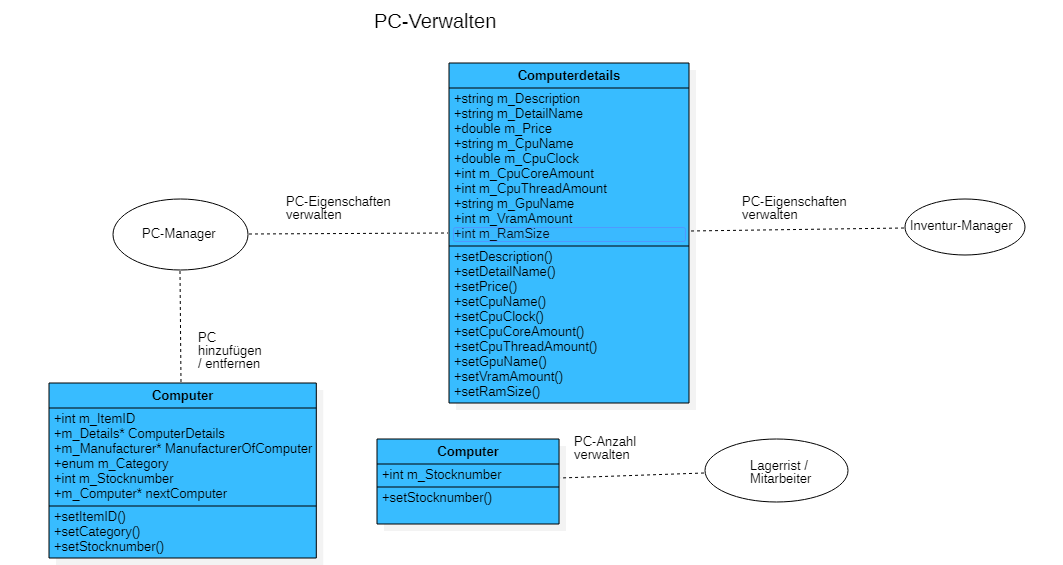 PC-Verwalten
Computerdetails
+string m_Description
+string m_DetailName
+double m_Price
+string m_CpuName
+double m_CpuClock
+int m_CpuCoreAmount
+int m_CpuThreadAmount
+string m_GpuName
+int m_VramAmount
+int m_RamSize
+setDescription()
+setDetailName()
+setPrice()
+setCpuName()
+setCpuClock()
+setCpuCoreAmount()
+setCpuThreadAmount()
+setGpuName()
+setVramAmount()
+setRamSize()
PC-Eigenschaften
verwalten
PC-Manager
PC-Eigenschaften
verwalten
Inventur-Manager
PC
hinzufügen
/ entfernen
Computer
+int m_ItemID
+m_Details* ComputerDetails
+m_Manufacturer* ManufacturerOfComputer
+enum m_Category
+int m_Stocknumber
+m_Computer* nextComputer
+setItemID()
+setCategory()
+setStocknumber()
Computer
+int m_Stocknumber
+setStocknumber()
PC-Anzahl
verwalten
Lagerrist /
Mitarbeiter